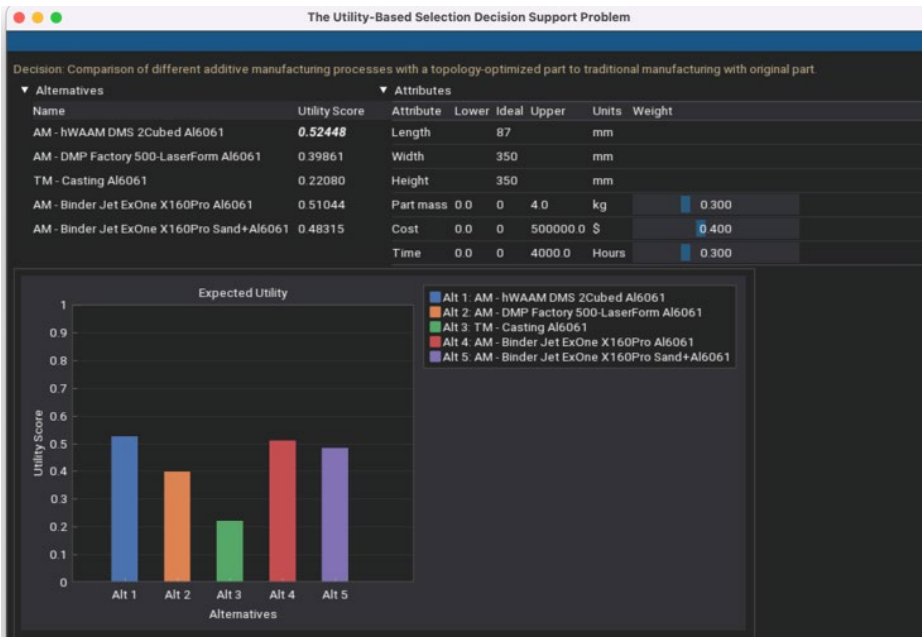 The Utility-Based Selection Decision Support Problem
Decision: Comparison of different additive manufacturing processes with a topology-optimized part to traditional manufacturing with original part.
▼ Alternatives
Name Utility Score
AM - hWAAM DMS 2Cubed Al6061 0.52448
AM - DMP Factory 500-LaserForm Al6061 0.39861
TM - Casting Al6061 0.22080
AM - Binder Jet ExOne X160Pro Al6061 0.51044
AM - Binder Jet ExOne X160Pro Sand+Al6061 0.48315
▼ Attributes
Attribute Lower Ideal Upper Units Weight
Length 87 mm
Width 350 mm
Height 350 mm
Part mass 0.0 0 4.0 kg 0.300
Cost 0.0 0 500000.0 $ 0.400
Time 0.0 0 4000.0 Hours 0.300
Expected Utility
Utility Score
1
0.9
0.8
0.7
0.6
0.5
0.4
0.3
0.2
0.1
0
Alt 1 Alt 2 Alt 3 Alt 4 Alt 5
Alternatives
Alt 1: AM - hWAAM DMS 2Cubed Al6061
Alt 2: AM - DMP Factory 500-LaserForm Al6061
Alt 3: TM - Casting Al6061
Alt 4: AM - Binder Jet ExOne X160Pro Al6061
Alt 5: AM - Binder Jet ExOne X160Pro Sand+Al6061